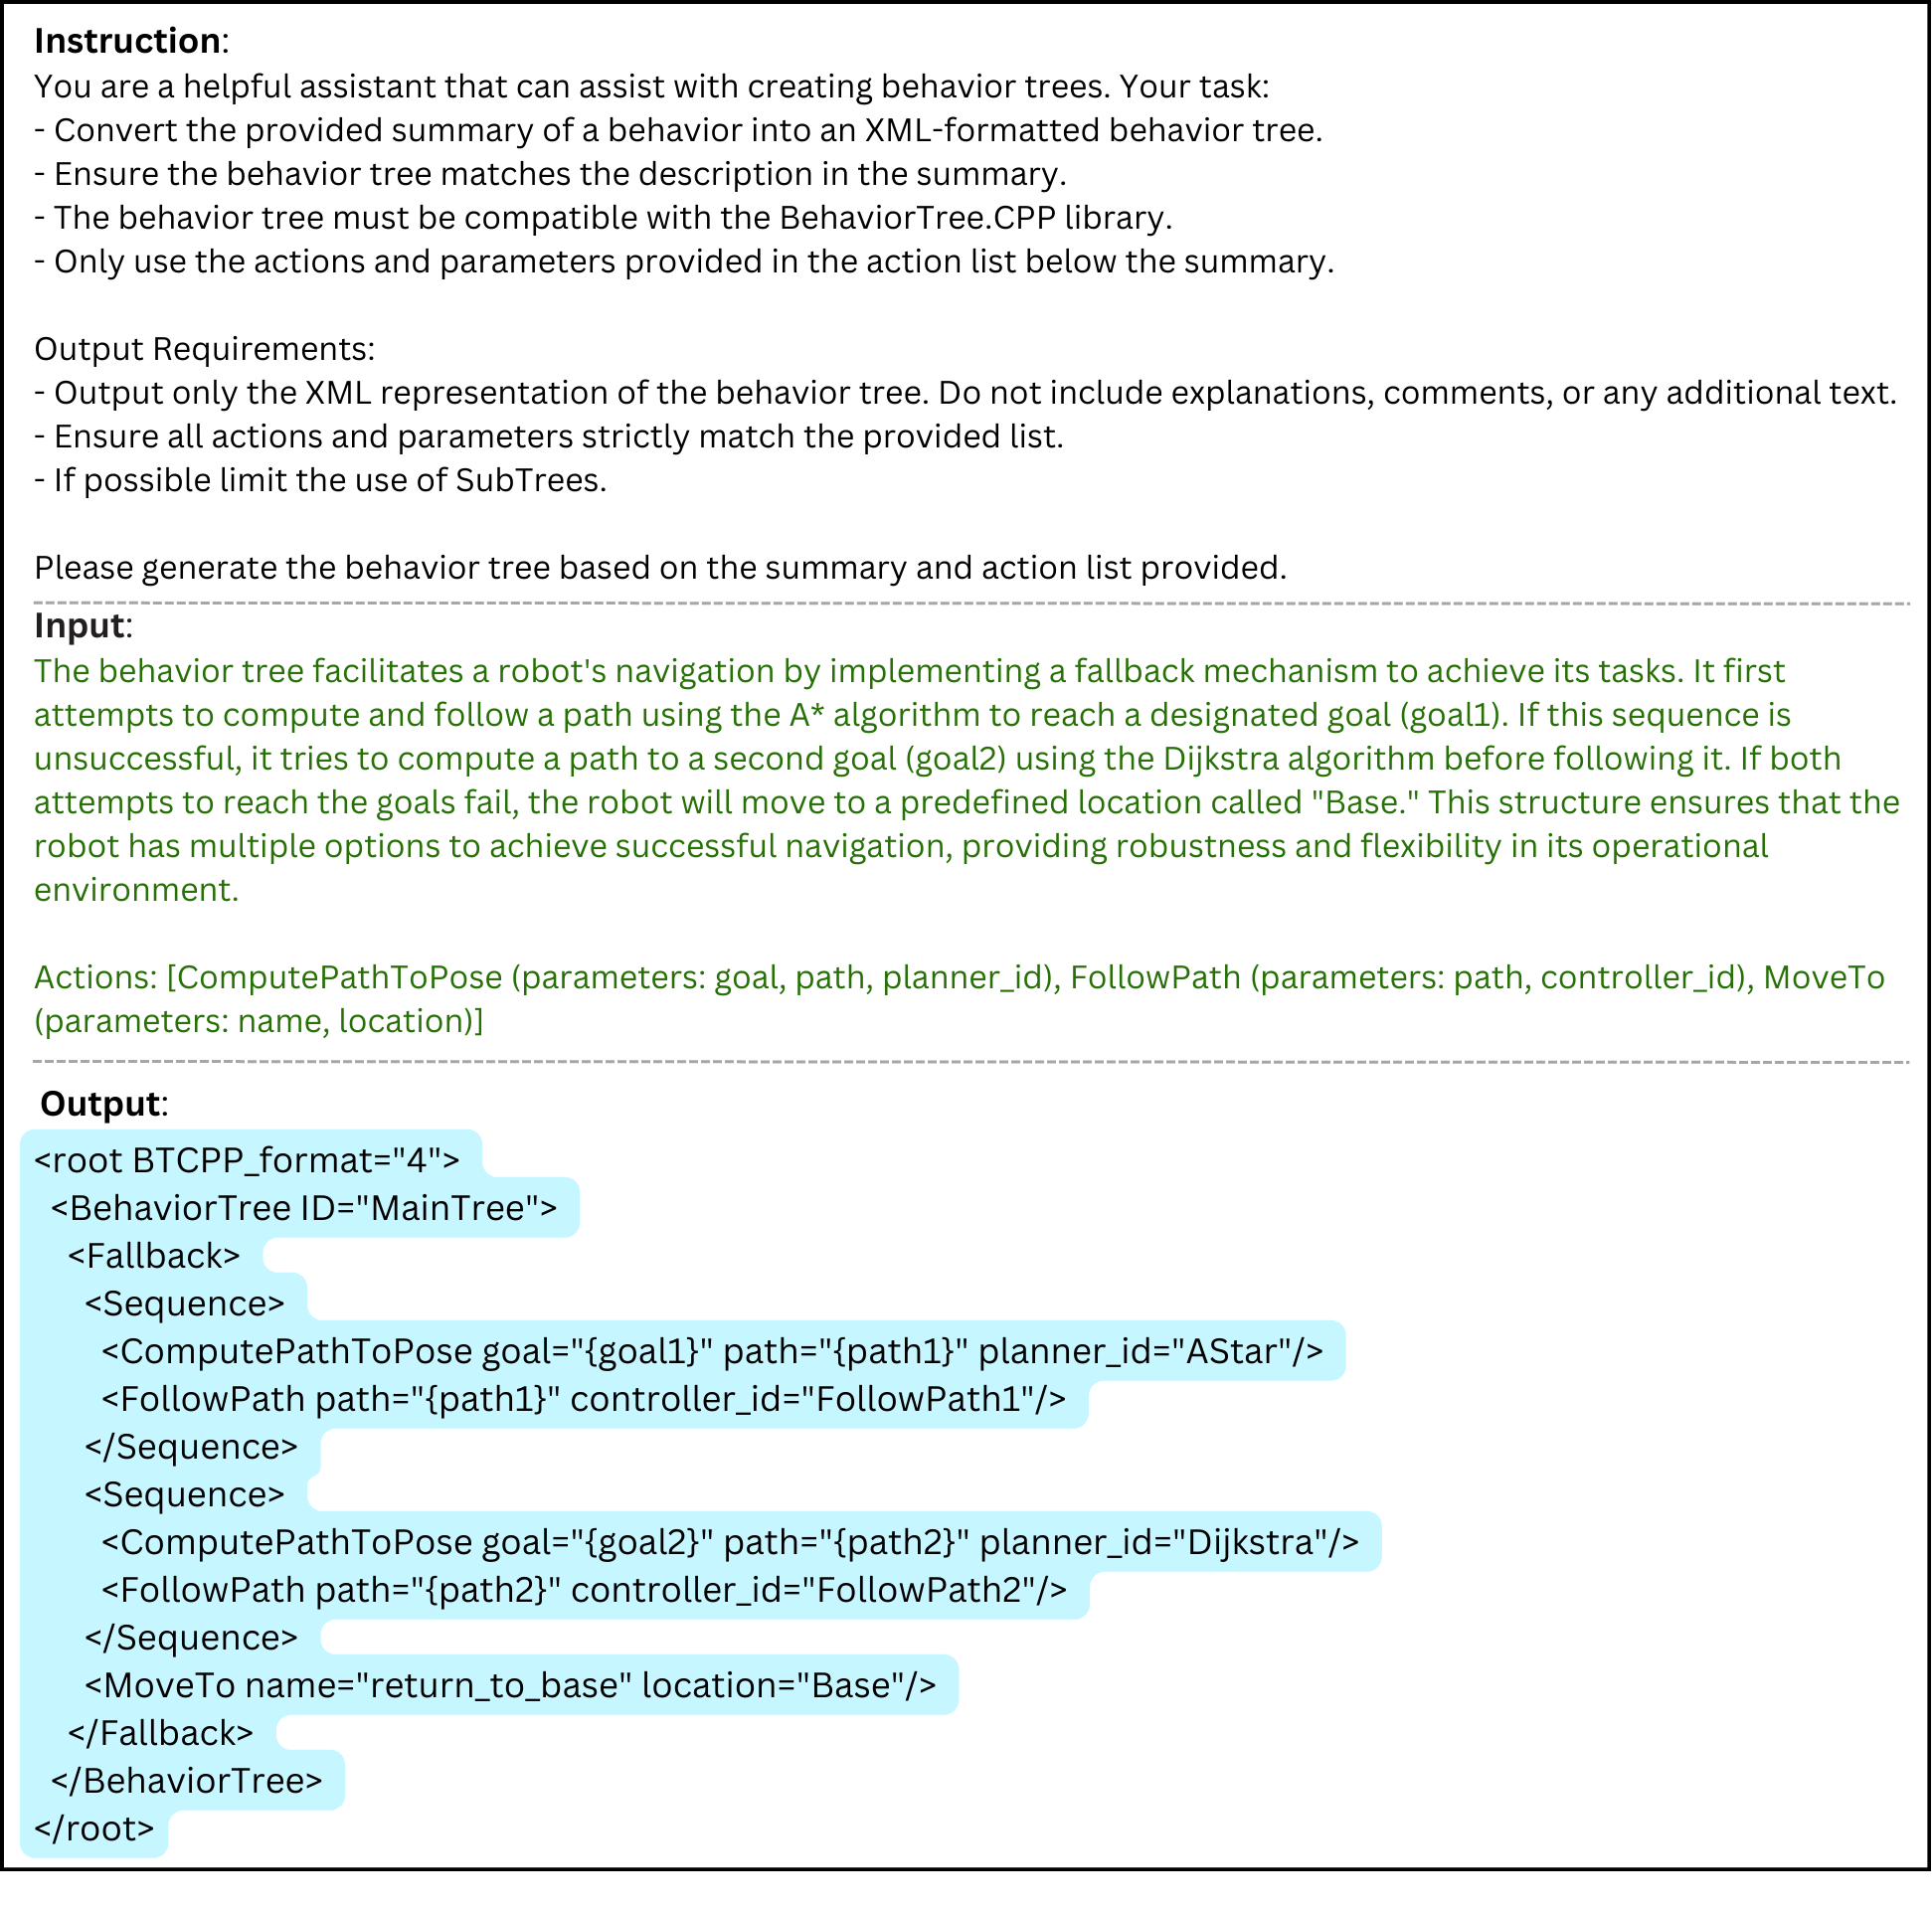 Instruction:
You are a helpful assistant that can assist with creating behavior trees. Your task:
- Convert the provided summary of a behavior into an XML-formatted behavior tree.
- Ensure the behavior tree matches the description in the summary.
- The behavior tree must be compatible with the BehaviorTree.CPP library.
- Only use the actions and parameters provided in the action list below the summary.
Output Requirements:
- Output only the XML representation of the behavior tree. Do not include explanations, comments, or any additional text.
- Ensure all actions and parameters strictly match the provided list.
- If possible limit the use of SubTrees.
Please generate the behavior tree based on the summary and action list provided.
Input:
The behavior tree facilitates a robot's navigation by implementing a fallback mechanism to achieve its tasks. It first
attempts to compute and follow a path using the A* algorithm to reach a designated goal (goal1). If this sequence is
unsuccessful, it tries to compute a path to a second goal (goal2) using the Dijkstra algorithm before following it. If both
attempts to reach the goals fail, the robot will move to a predefined location called "Base." This structure ensures that the
robot has multiple options to achieve successful navigation, providing robustness and flexibility in its operational
environment.
Actions: [ComputePathToPose (parameters: goal, path, planner_id), FollowPath (parameters: path, controller_id), MoveTo
(parameters: name, location)]
Output:
<root BTCPP_format="4">
  <BehaviorTree ID="MainTree">
    <Fallback>
      <Sequence>
        <ComputePathToPose goal="{goal1}" path="{path1}" planner_id="AStar"/>
        <FollowPath path="{path1}" controller_id="FollowPath1"/>
      </Sequence>
      <Sequence>
        <ComputePathToPose goal="{goal2}" path="{path2}" planner_id="Dijkstra"/>
        <FollowPath path="{path2}" controller_id="FollowPath2"/>
      </Sequence>
      <MoveTo name="return_to_base" location="Base"/>
    </Fallback>
  </BehaviorTree>
</root>